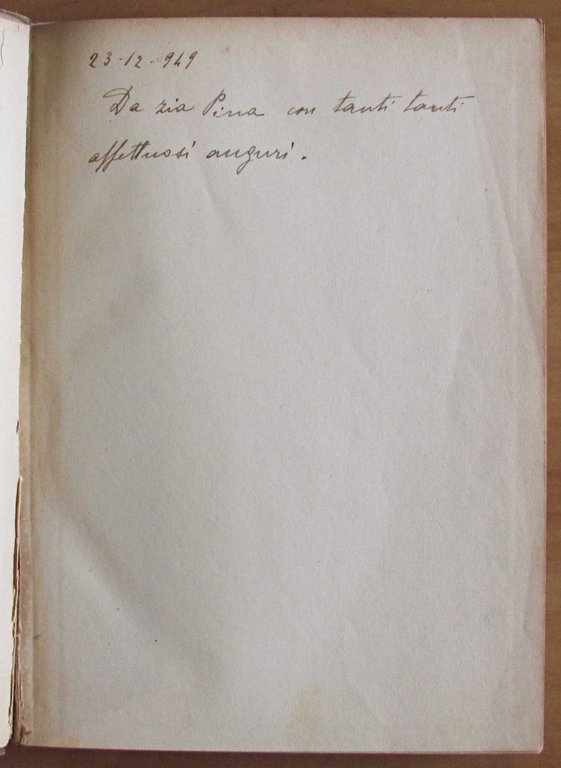 23-12-949
Da zia Pina con tanti tanti
affettuosi auguri.